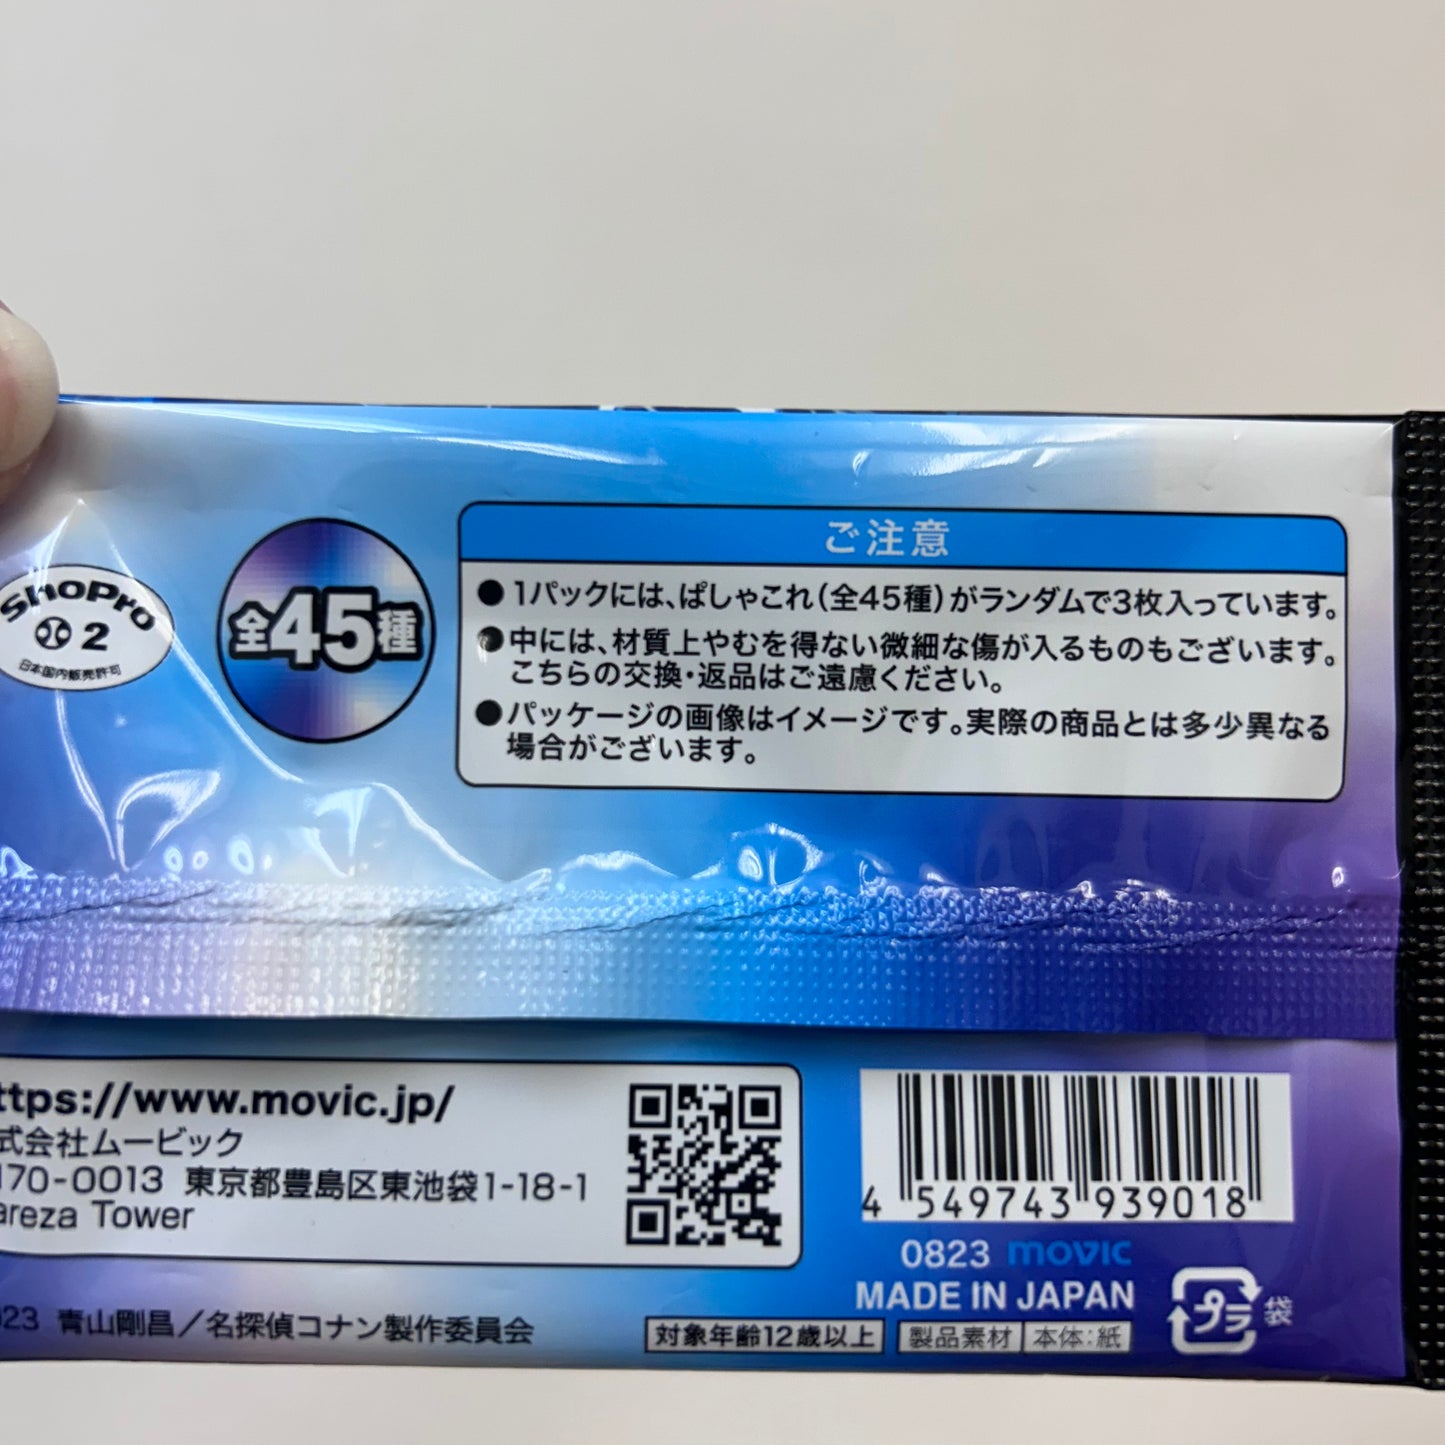 ShoPro
2
日本国内販売許可
全45種
ご注意
●1パックには、ぱしゃこれ(全45種)がランダムで3枚入っています。
●中には、材質上やむを得ない微細な傷が入るものもございます。
こちらの交換・返品はご遠慮ください。
●パッケージの画像はイメージです。実際の商品とは多少異なる
場合がございます。
ttps://www.movic.jp/
式会社ムービック
170-0013 東京都豊島区東池袋1-18-1
areza Tower
4 549743 939018
0823 movic
MADE IN JAPAN
023 青山剛昌／名探偵コナン製作委員会
対象年齢12歳以上
製品素材 本体:紙
プラ 袋